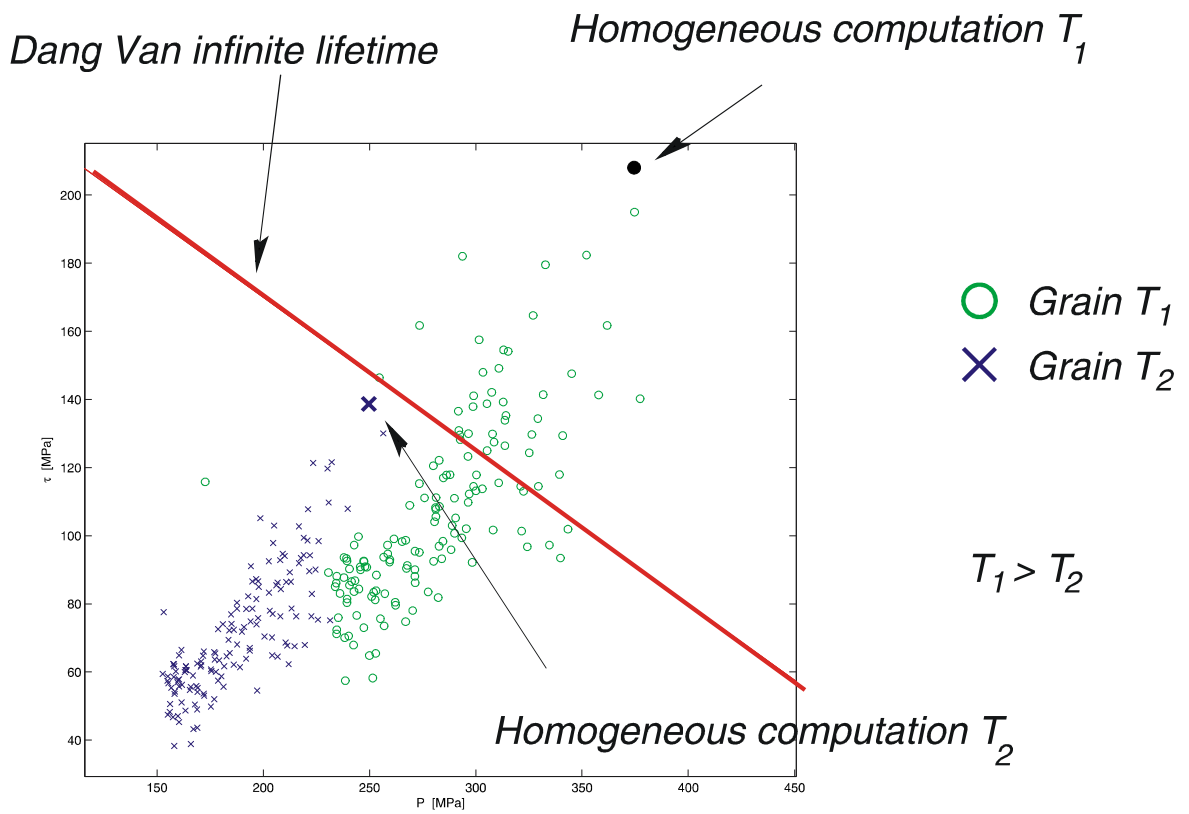 Homogeneous computation T1
Dang Van infinite lifetime
200
180
160
140
120
100
80
60
40
τ [MPa]
150
200
250
300
350
400
450
P [MPa]
Grain T1
Grain T2
T1 > T2
Homogeneous computation T2